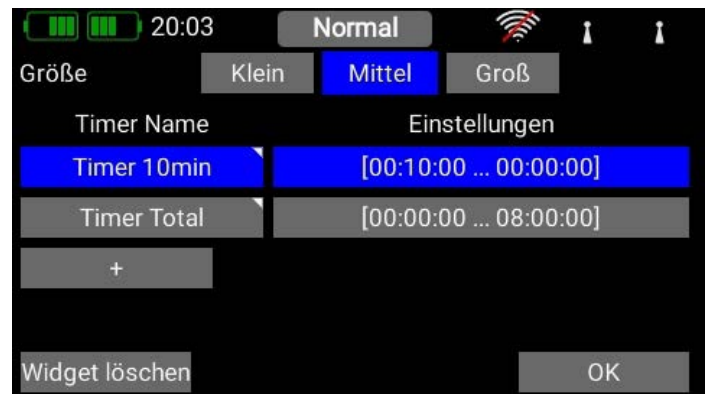 20:03 Normal
Größe Klein Mittel Groß
Timer Name Einstellungen
Timer 10min [00:10:00 ... 00:00:00]
Timer Total [00:00:00 ... 08:00:00]
+
Widget löschen OK